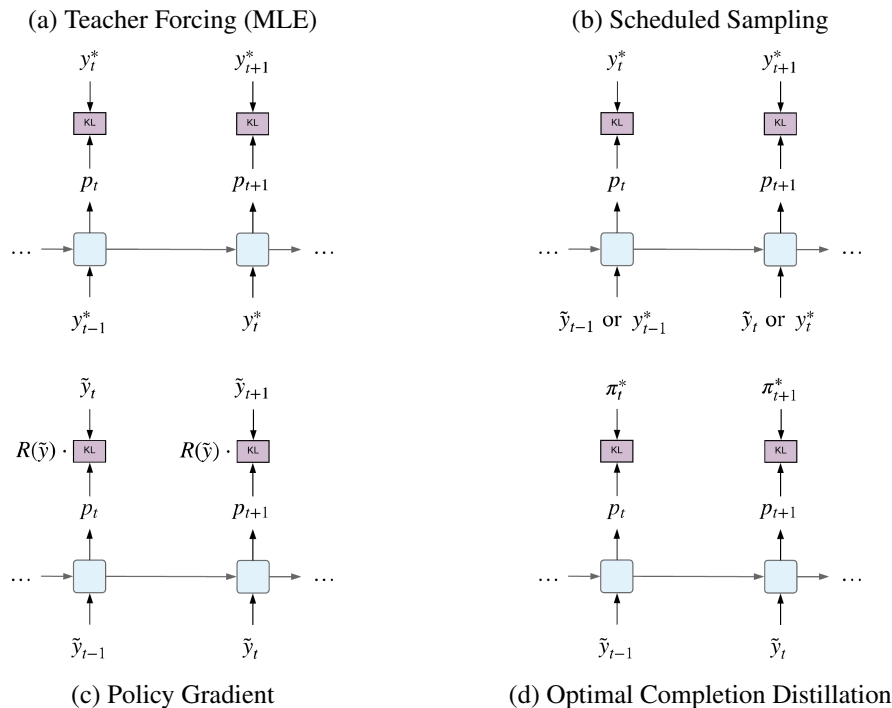 (a) Teacher Forcing (MLE)
y*_t y*_{t+1}
KL KL
p_t p_{t+1}
... ...
y*_{t−1} y*_t
(b) Scheduled Sampling
y*_t y*_{t+1}
KL KL
p_t p_{t+1}
... ...
ỹ_{t−1} or y*_{t−1} ỹ_t or y*_t
ỹ_t ỹ_{t+1}
R(ỹ) · KL R(ỹ) · KL
p_t p_{t+1}
... ...
ỹ_{t−1} ỹ_t
(c) Policy Gradient
π*_t π*_{t+1}
KL KL
p_t p_{t+1}
... ...
ỹ_{t−1} ỹ_t
(d) Optimal Completion Distillation